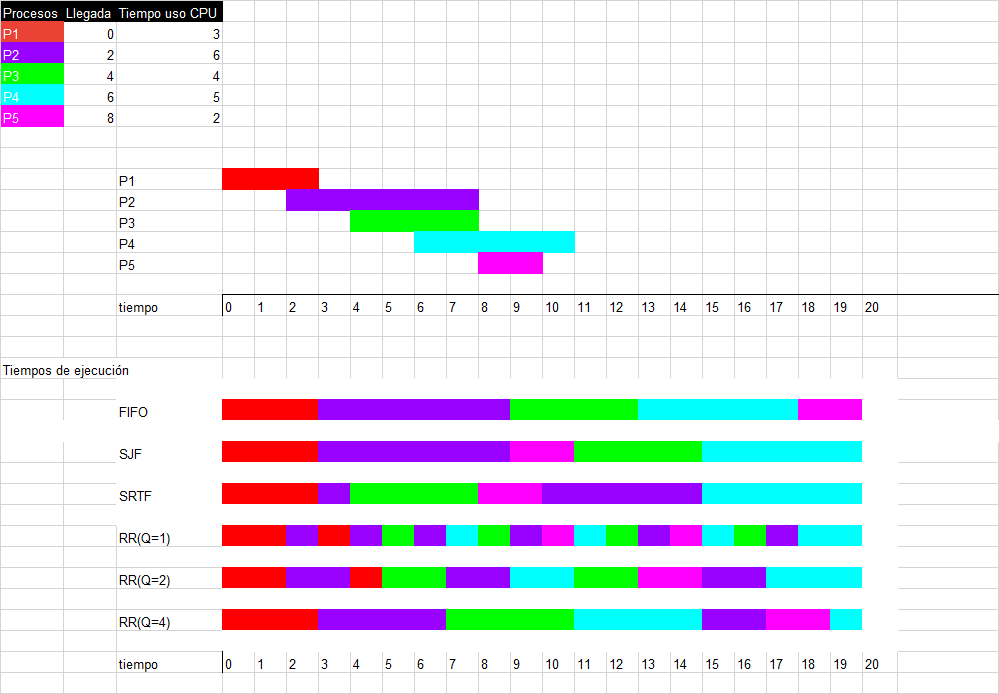 Procesos Llegada Tiempo uso CPU
P1 0 3
P2 2 6
P3 4 4
P4 6 5
P5 8 2
P1
P2
P3
P4
P5
tiempo 0 1 2 3 4 5 6 7 8 9 10 11 12 13 14 15 16 17 18 19 20
Tiempos de ejecución
FIFO
SJF
SRTF
RR(Q=1)
RR(Q=2)
RR(Q=4)
tiempo 0 1 2 3 4 5 6 7 8 9 10 11 12 13 14 15 16 17 18 19 20